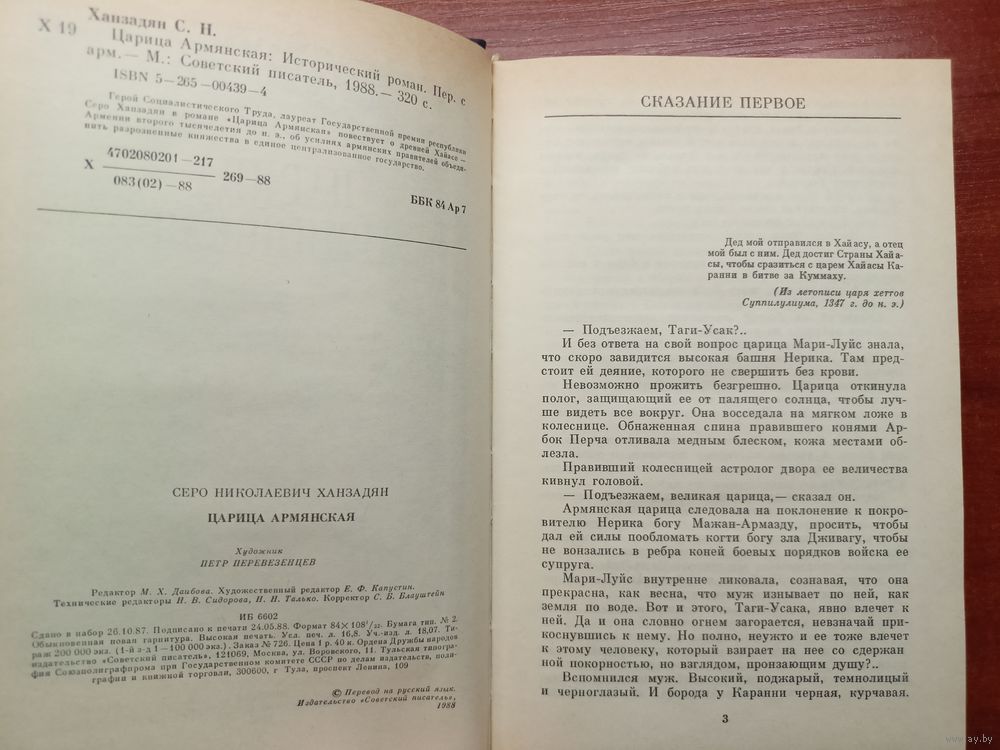 Ханзадян С. Н.
Х 19
Царица Армянская: Исторический роман. Пер. с
арм. — М.: Советский писатель, 1988. — 320 с.
ISBN 5—265—00439—4
Герой Социалистического Труда, лауреат Государственной премии республики
Серо Ханзадян в романе «Царица Армянская» повествует о древней Хайасе —
Армении второго тысячелетия до н. э., об усилиях армянских правителей объеди-
нить разрозненные княжества в единое централизованное государство.
Х 4702080201—217
083(02)—88
269—88
ББК 84 Ар 7
СЕРО НИКОЛАЕВИЧ ХАНЗАДЯН
ЦАРИЦА АРМЯНСКАЯ
Художник
ПЕТР ПЕРЕВЕЗЕНЦЕВ
Редактор М. Х. Даибова. Художественный редактор Е. Ф. Капустин.
Технические редакторы Н. В. Сидорова, И. И. Талько. Корректор С. В. Блауштейн
ИБ 6602
Сдано в набор 26.10.87. Подписано к печати 24.05.88. Формат 84×108¹/₃₂. Бумага тип. № 2.
Обыкновенная новая гарнитура. Высокая печать. Усл. печ. л. 16,8. Уч.-изд. л. 18,07. Ти-
раж 200 000 экз. (1-й з-д 1—100 000 экз.). Заказ № 726. Цена 1 р. 40 к. Ордена Дружбы народов
издательство «Советский писатель», 121069, Москва, ул. Воровского, 11. Тульская типогра-
фия Союзполиграфпрома при Государственном комитете СССР по делам издательств, поли-
графии и книжной торговли, 300600, г. Тула, проспект Ленина, 109
© Перевод на русский язык.
Издательство «Советский писатель»,
1988
СКАЗАНИЕ ПЕРВОЕ
Дед мой отправился в Хайасу, а отец
мой был с ним. Дед достиг Страны Хайа-
сы, чтобы сразиться с царем Хайасы Ка-
ранни в битве за Куммаху.
(Из летописи царя хеттов
Суппилулиума, 1347 г. до н. э.)
— Подъезжаем, Таги-Усак?..
И без ответа на свой вопрос царица Мари-Луйс знала,
что скоро завидится высокая башня Нерика. Там пред-
стоит ей деяние, которого не свершить без крови.
Невозможно прожить безгрешно. Царица откинула
полог, защищающий ее от палящего солнца, чтобы луч-
ше видеть все вокруг. Она восседала на мягком ложе в
колеснице. Обнаженная спина правившего конями Ар-
бок Перча отливала медным блеском, кожа местами об-
лезла.
Правивший колесницей астролог двора ее величества
кивнул головой.
— Подъезжаем, великая царица,— сказал он.
Армянская царица следовала на поклонение к покро-
вителю Нерика богу Мажан-Армазду, просить, чтобы
дал ей силы пообломать когти богу зла Дживагу, чтобы
не вонзались в ребра коней боевых порядков войска ее
супруга.
Мари-Луйс внутренне ликовала, сознавая, что она
прекрасна, как весна, что муж изнывает по ней, как
земля по воде. Вот и этого, Таги-Усака, явно влечет к
ней. Да и она словно огнем загорается, невзначай при-
коснувшись к нему. Но полно, неужто и ее тоже влечет
к этому человеку, который взирает на нее со сдержан
ной покорностью, но взглядом, пронзающим душу?..
Вспомнился муж. Высокий, поджарый, темнолицый
и черноглазый. И борода у Каранни черная, курчавая.
3
www.ay.by